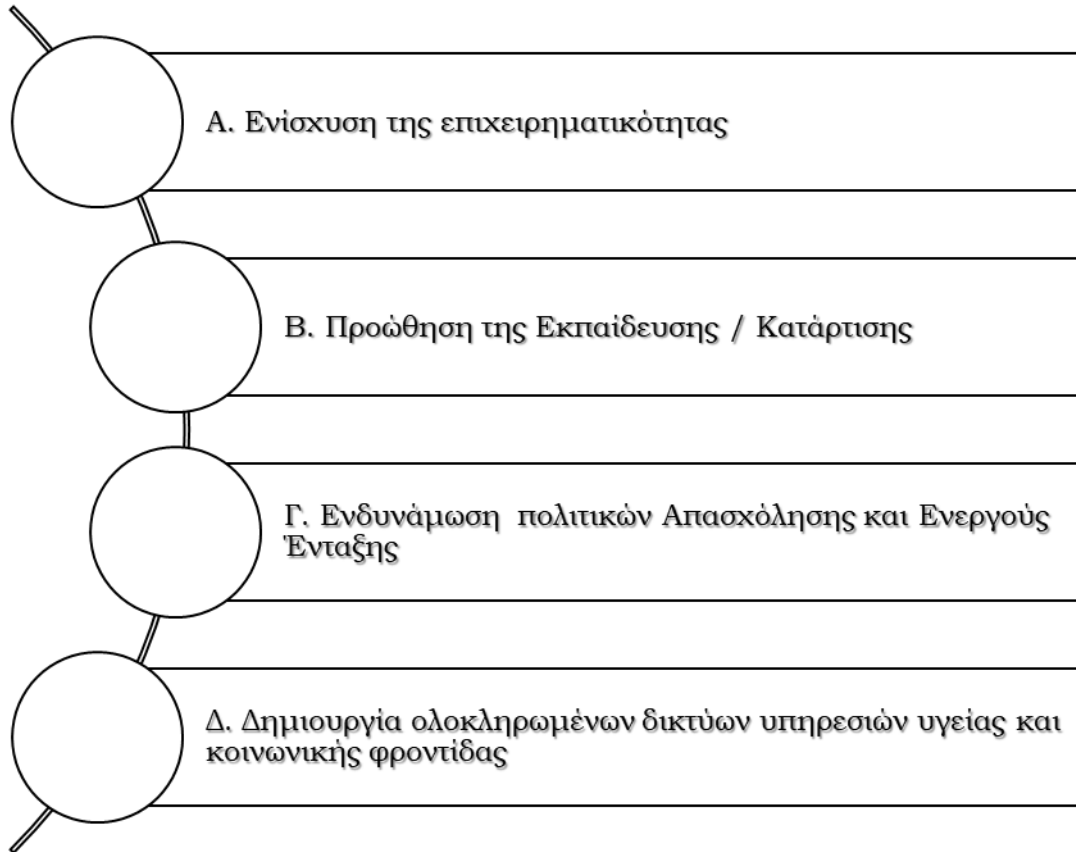 Α. Ενίσχυση της επιχειρηματικότητας
Β. Προώθηση της Εκπαίδευσης / Κατάρτισης
Γ. Ενδυνάμωση πολιτικών Απασχόλησης και Ενεργούς
Ένταξης
Δ. Δημιουργία ολοκληρωμένων δικτύων υπηρεσιών υγείας και
κοινωνικής φροντίδας